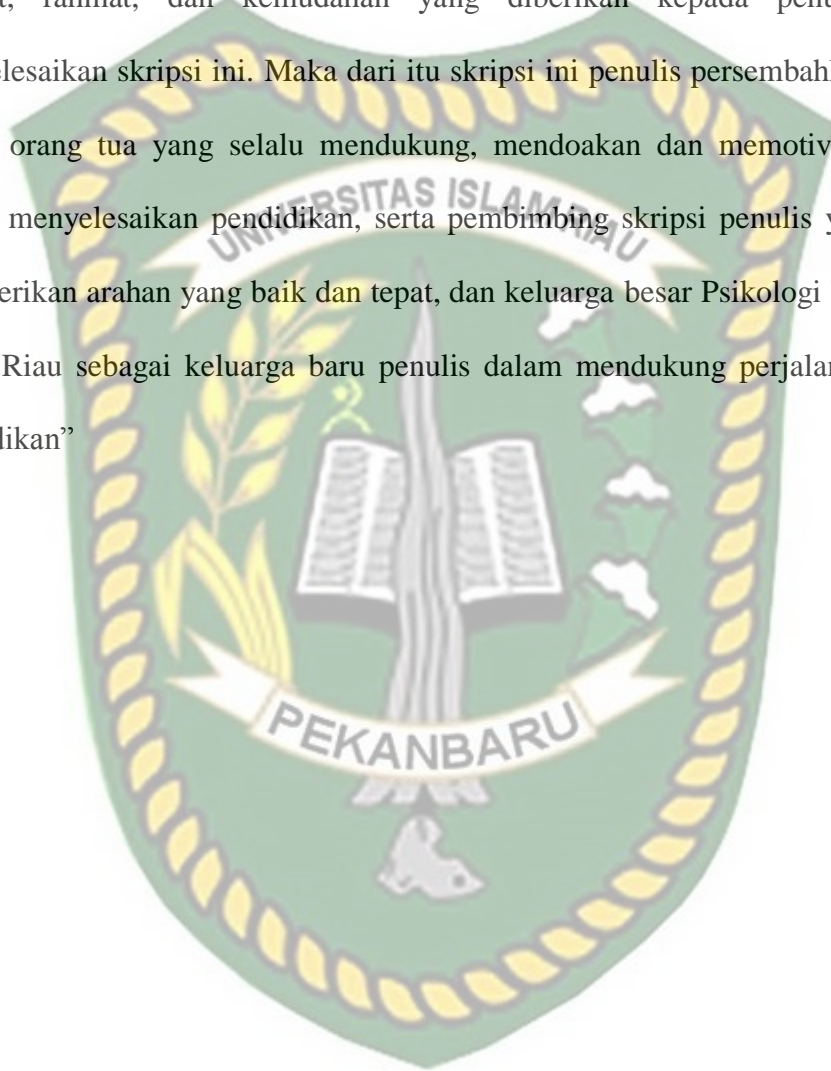 rahmat, dan kemudahan yang diberikan kepada penu
elesaikan skripsi ini. Maka dari itu skripsi ini penulis persembah
orang tua yang selalu mendukung, mendoakan dan memotiv
menyelesaikan pendidikan, serta pembimbing skripsi penulis y
erikan arahan yang baik dan tepat, dan keluarga besar Psikologi
Riau sebagai keluarga baru penulis dalam mendukung perjalan
dikan”
UNIVERSITAS ISLAM RIAU
PEKANBARU